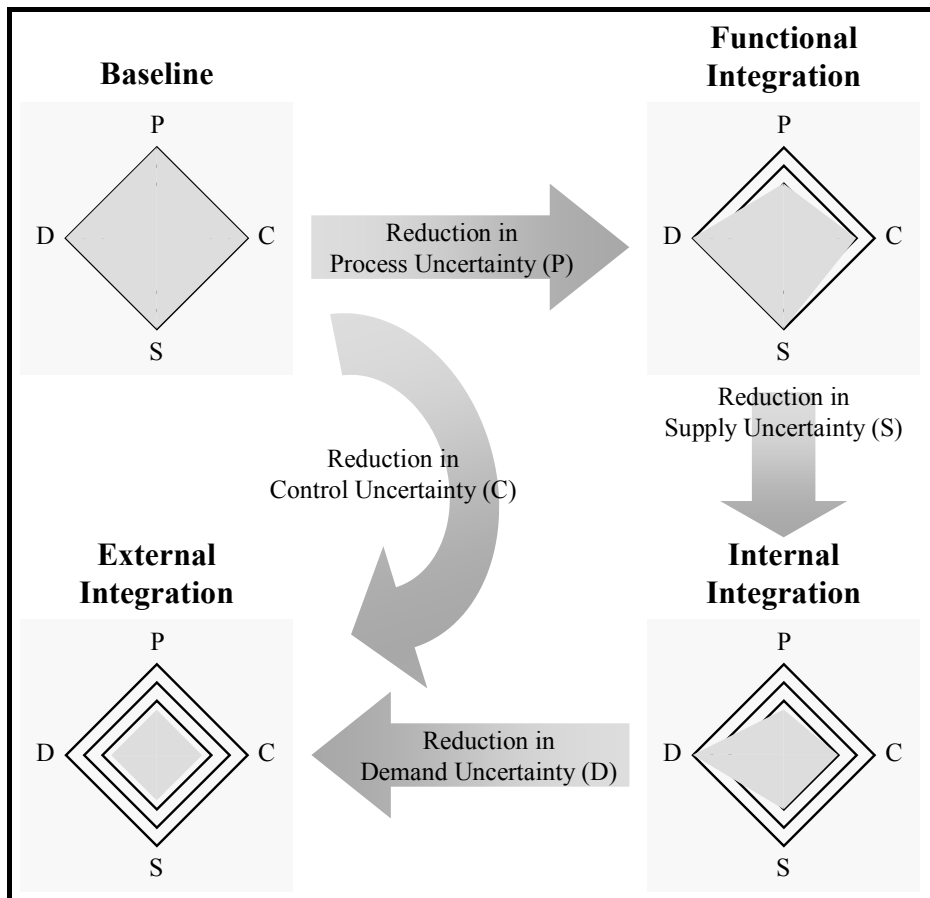 Baseline
P
D
C
S
Reduction in
Process Uncertainty (P)
Functional
Integration
P
D
C
S
Reduction in
Supply Uncertainty (S)
Reduction in
Control Uncertainty (C)
External
Integration
P
D
C
S
Reduction in
Demand Uncertainty (D)
Internal
Integration
P
D
C
S